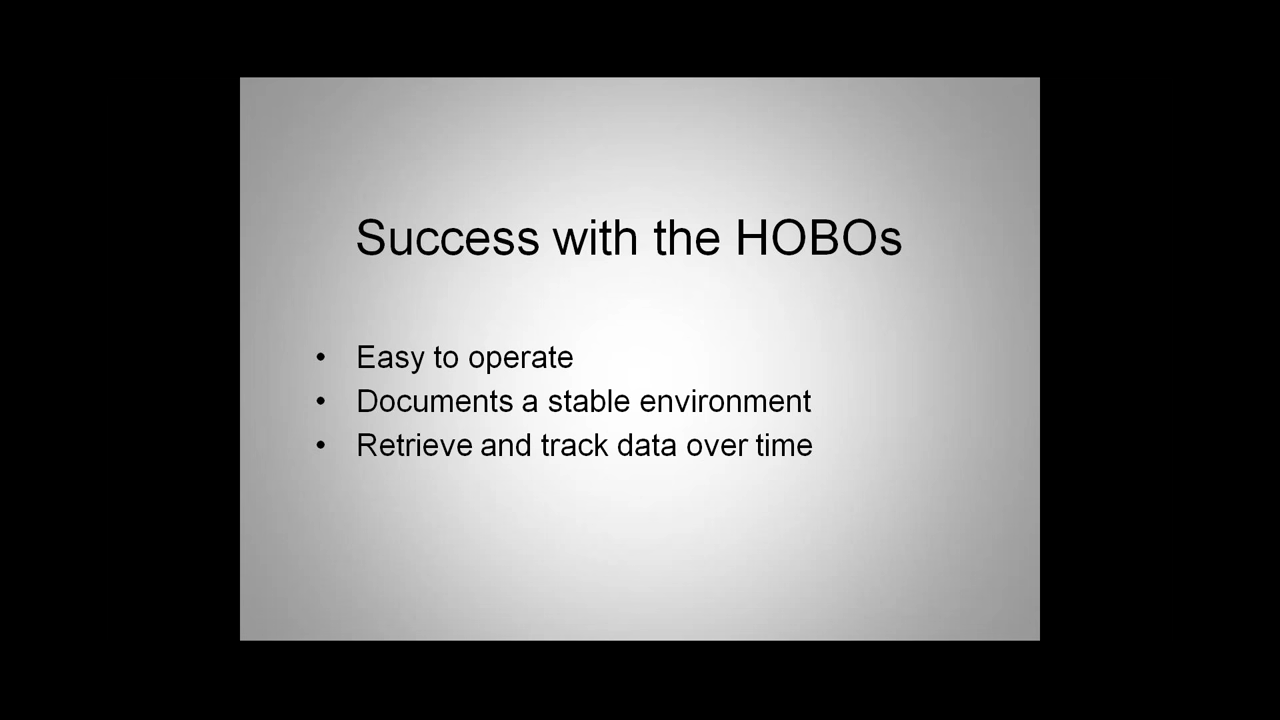 Success with the HOBOs
• Easy to operate
• Documents a stable environment
• Retrieve and track data over time